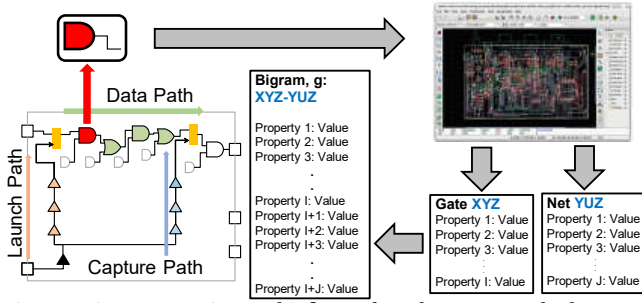 Data Path
Launch Path
Capture Path
Bigram, g:
XYZ-YUZ
Property 1: Value
Property 2: Value
Property 3: Value
.
.
Property I: Value
Property I+1: Value
Property I+2: Value
Property I+3: Value
.
.
Property I+J: Value
Gate XYZ
Property 1: Value
Property 2: Value
Property 3: Value
⋮
Property I: Value
Net YUZ
Property 1: Value
Property 2: Value
Property 3: Value
⋮
Property J: Value